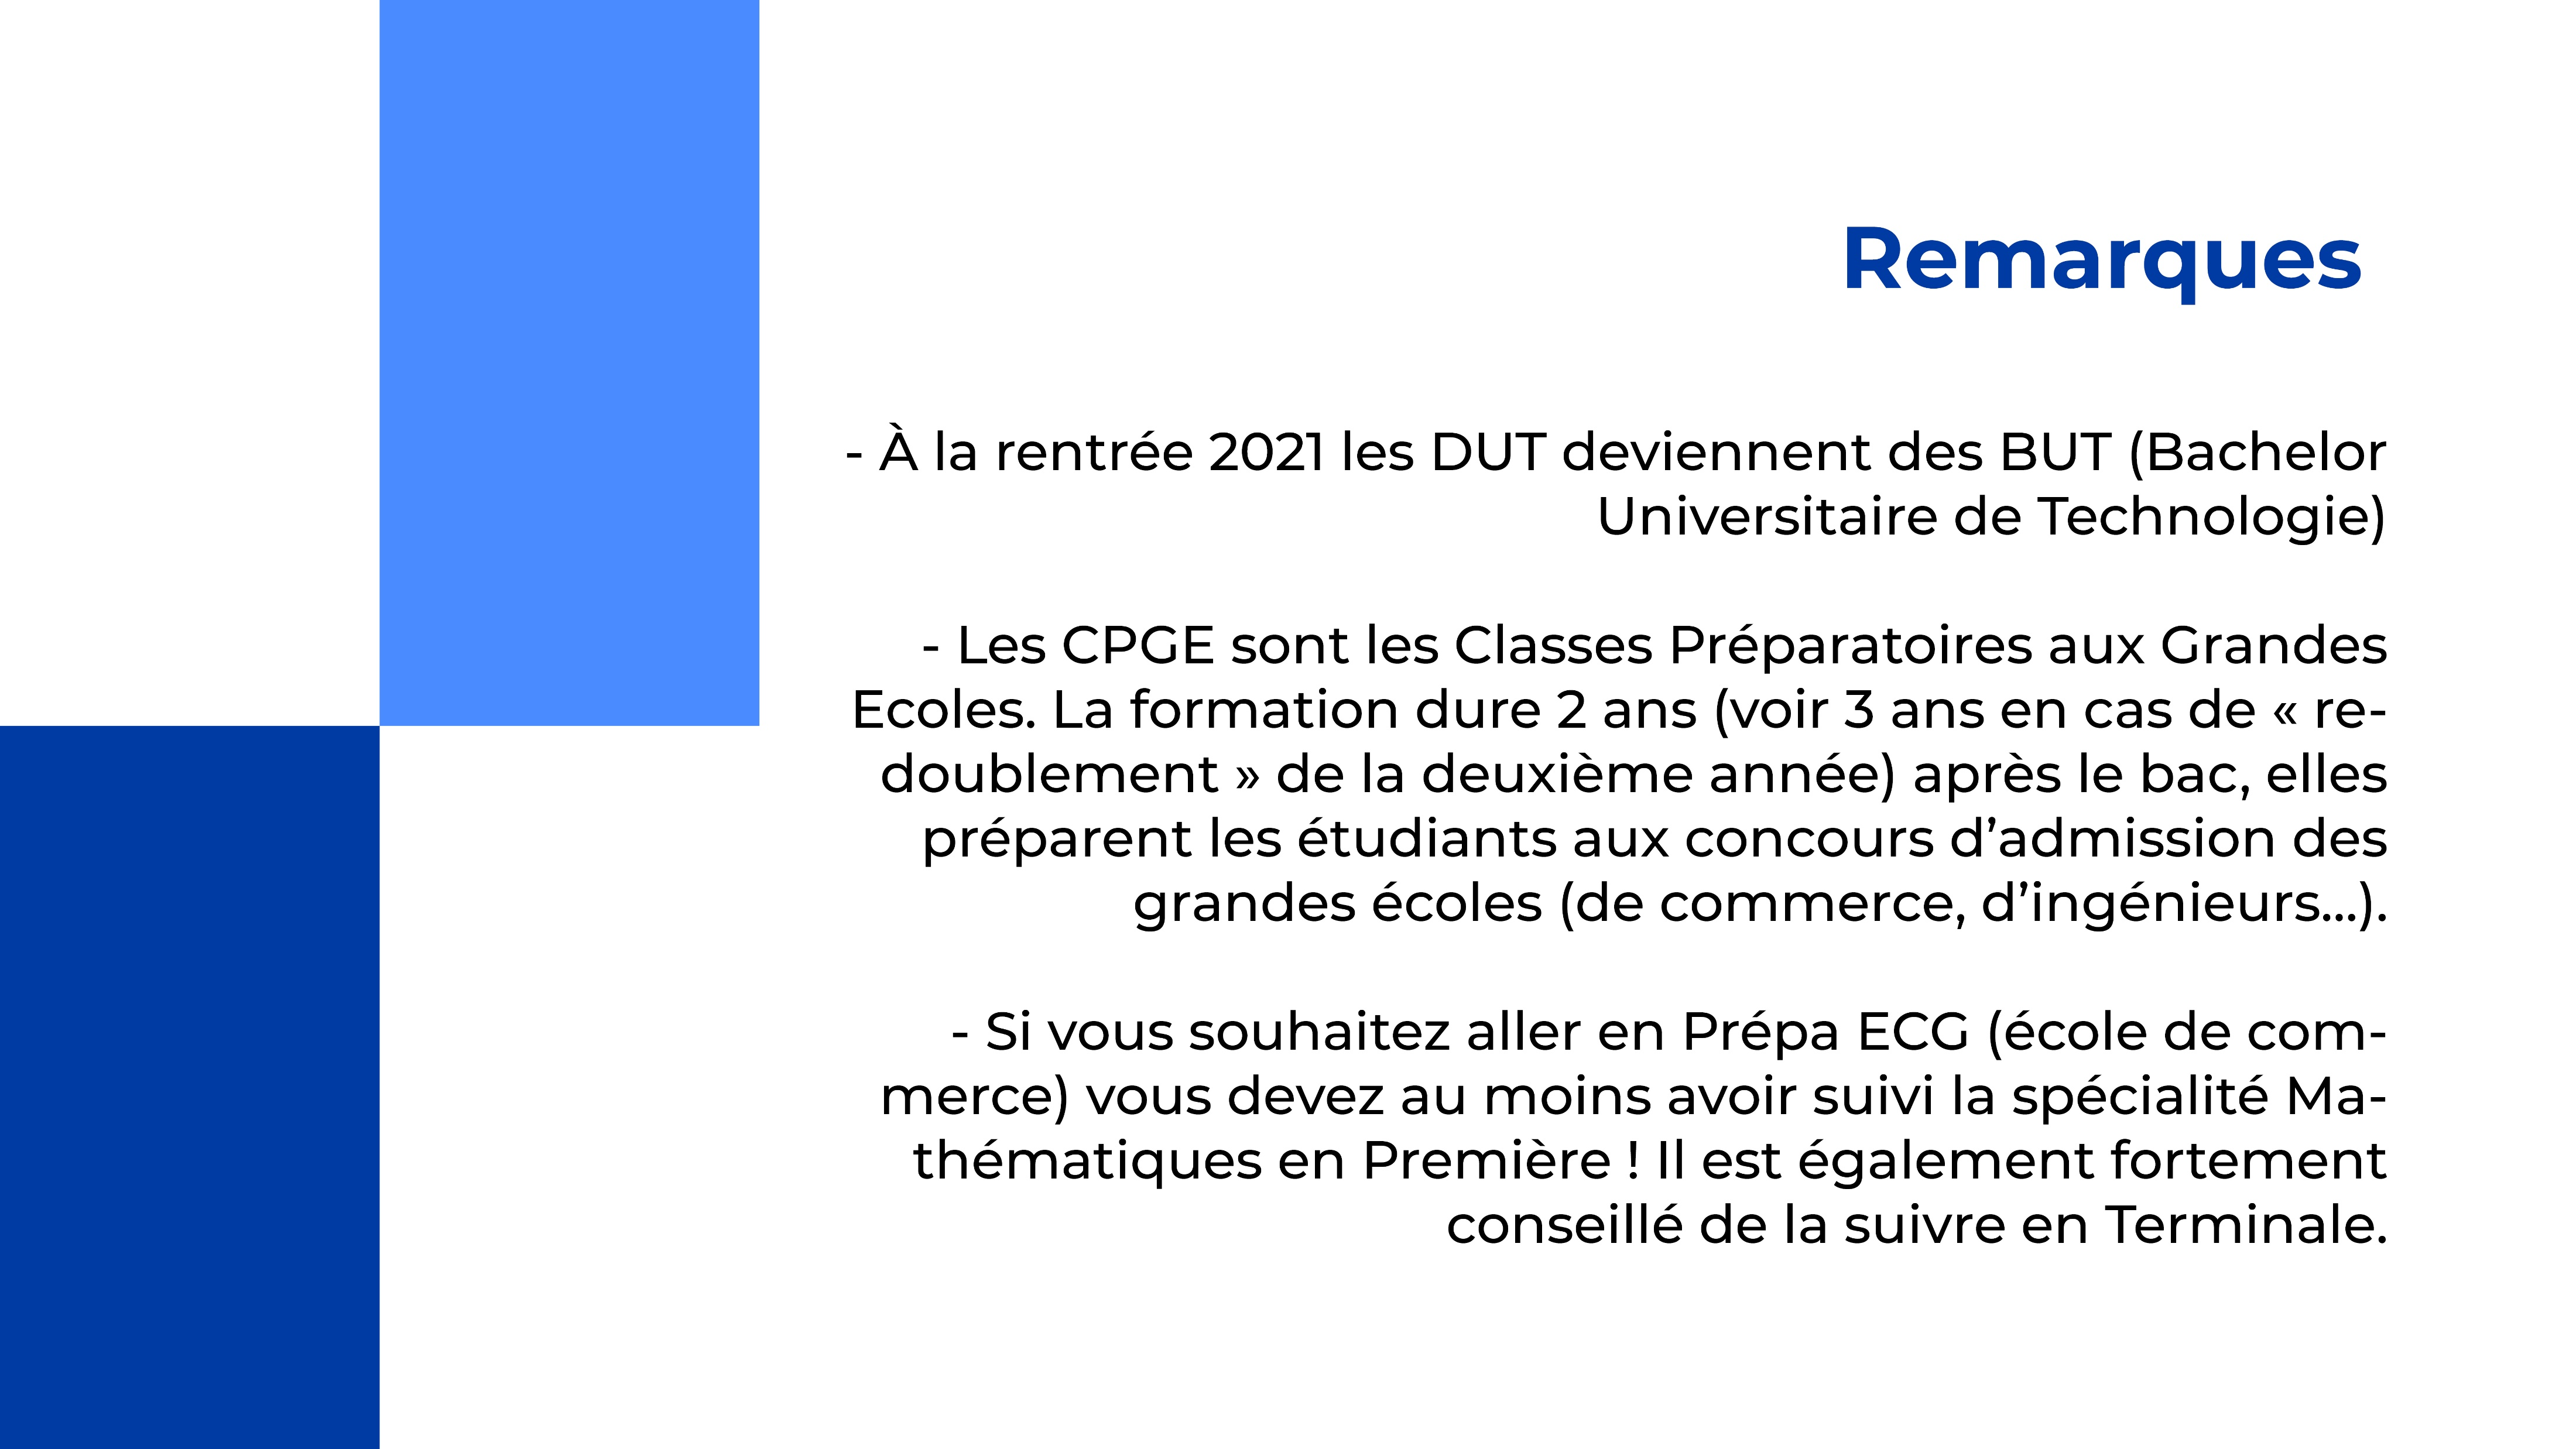 Remarques
- À la rentrée 2021 les DUT deviennent des BUT (Bachelor
Universitaire de Technologie)
- Les CPGE sont les Classes Préparatoires aux Grandes
Ecoles. La formation dure 2 ans (voir 3 ans en cas de « re-
doublement » de la deuxième année) après le bac, elles
préparent les étudiants aux concours d’admission des
grandes écoles (de commerce, d’ingénieurs...).
- Si vous souhaitez aller en Prépa ECG (école de com-
merce) vous devez au moins avoir suivi la spécialité Ma-
thématiques en Première ! Il est également fortement
conseillé de la suivre en Terminale.